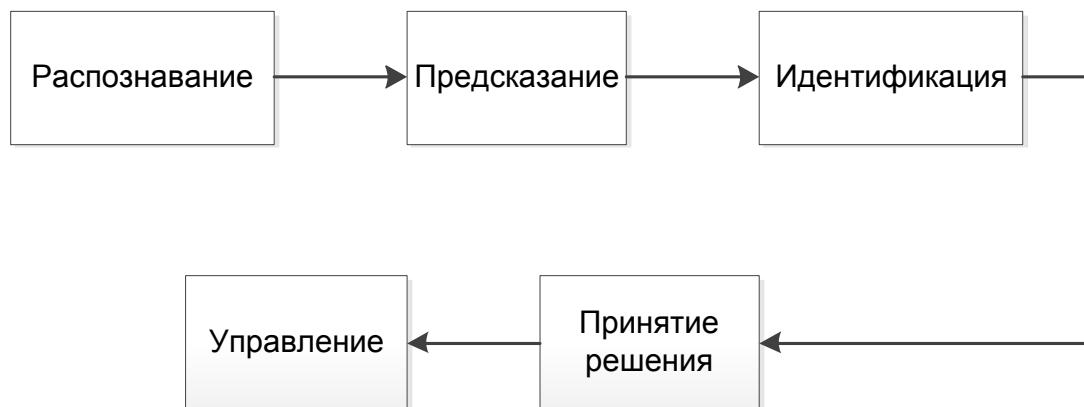 Распознавание
Предсказание
Идентификация
Принятие
решения
Управление